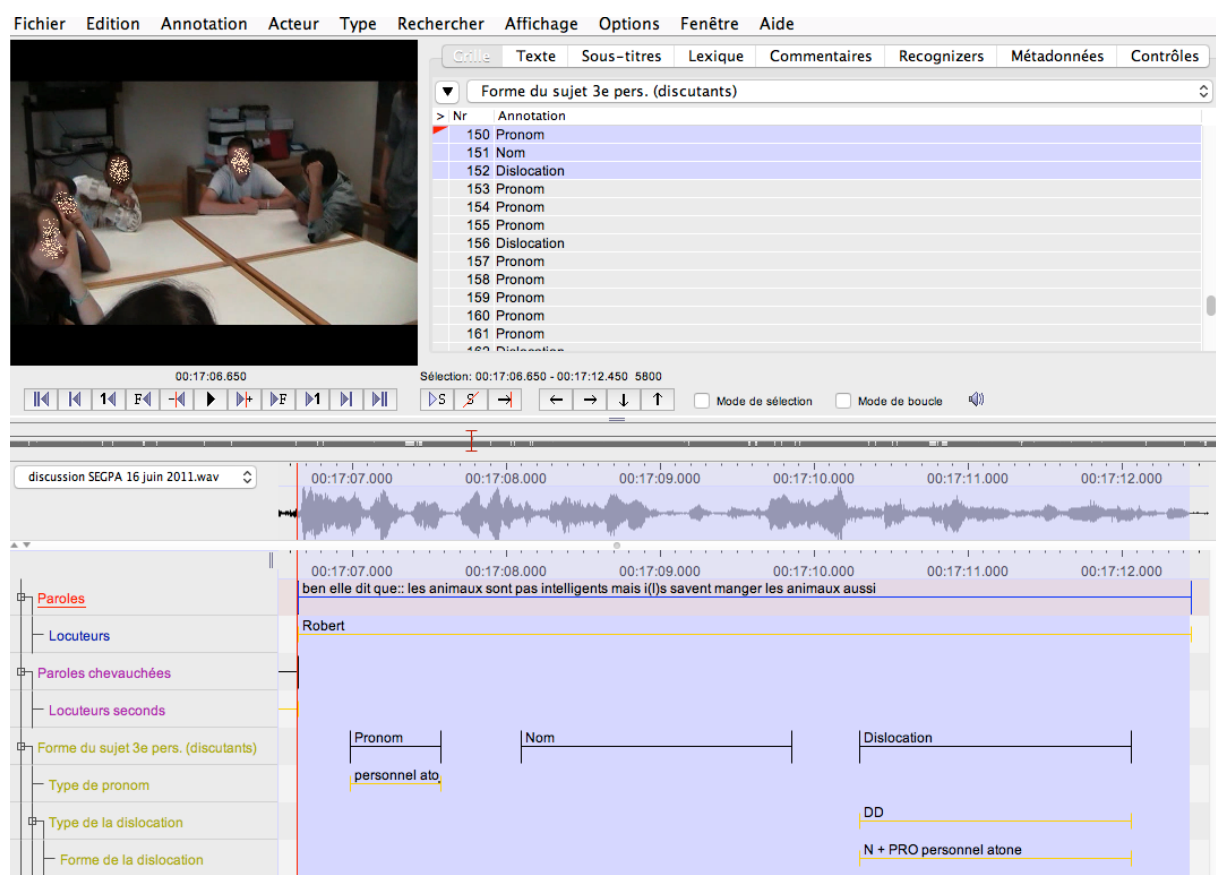 Fichier Edition Annotation Acteur Type Rechercher Affichage Options Fenêtre Aide
Grille Texte Sous-titres Lexique Commentaires Recognizers Métadonnées Contrôles
Forme du sujet 3e pers. (discutants)
> Nr Annotation
150 Pronom
151 Nom
152 Dislocation
153 Pronom
154 Pronom
155 Pronom
156 Dislocation
157 Pronom
158 Pronom
159 Pronom
160 Pronom
161 Pronom
162 Dislocation
00:17:06.650
Sélection: 00:17:06.650 - 00:17:12.450 5800
1 F + F 1 S S Mode de sélection Mode de boucle
discussion SEGPA 16 juin 2011.wav
00:17:07.000 00:17:08.000 00:17:09.000 00:17:10.000 00:17:11.000 00:17:12.000
00:17:07.000 00:17:08.000 00:17:09.000 00:17:10.000 00:17:11.000 00:17:12.000
Paroles
ben elle dit que:: les animaux sont pas intelligents mais i(l)s savent manger les animaux aussi
Locuteurs
Robert
Paroles chevauchées
Locuteurs seconds
Forme du sujet 3e pers. (discutants)
Pronom Nom Dislocation
Type de pronom
personnel ato
Type de la dislocation
DD
Forme de la dislocation
N + PRO personnel atone